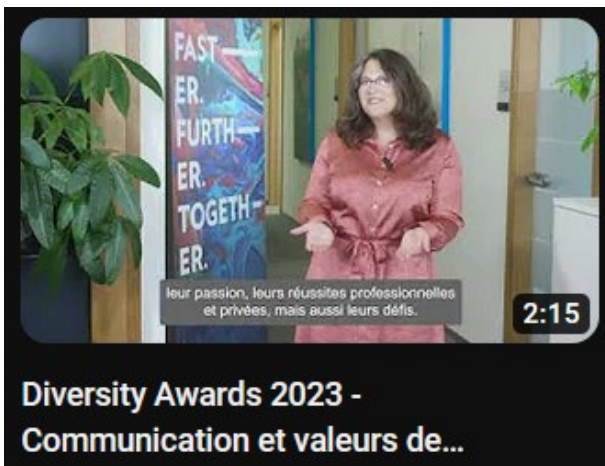 FAST—
ER.
FURTH—
ER.
TOGETH—
ER.
leur passion, leurs réussites professionnelles
et privées, mais aussi leurs défis.
2:15
Diversity Awards 2023 -
Communication et valeurs de...